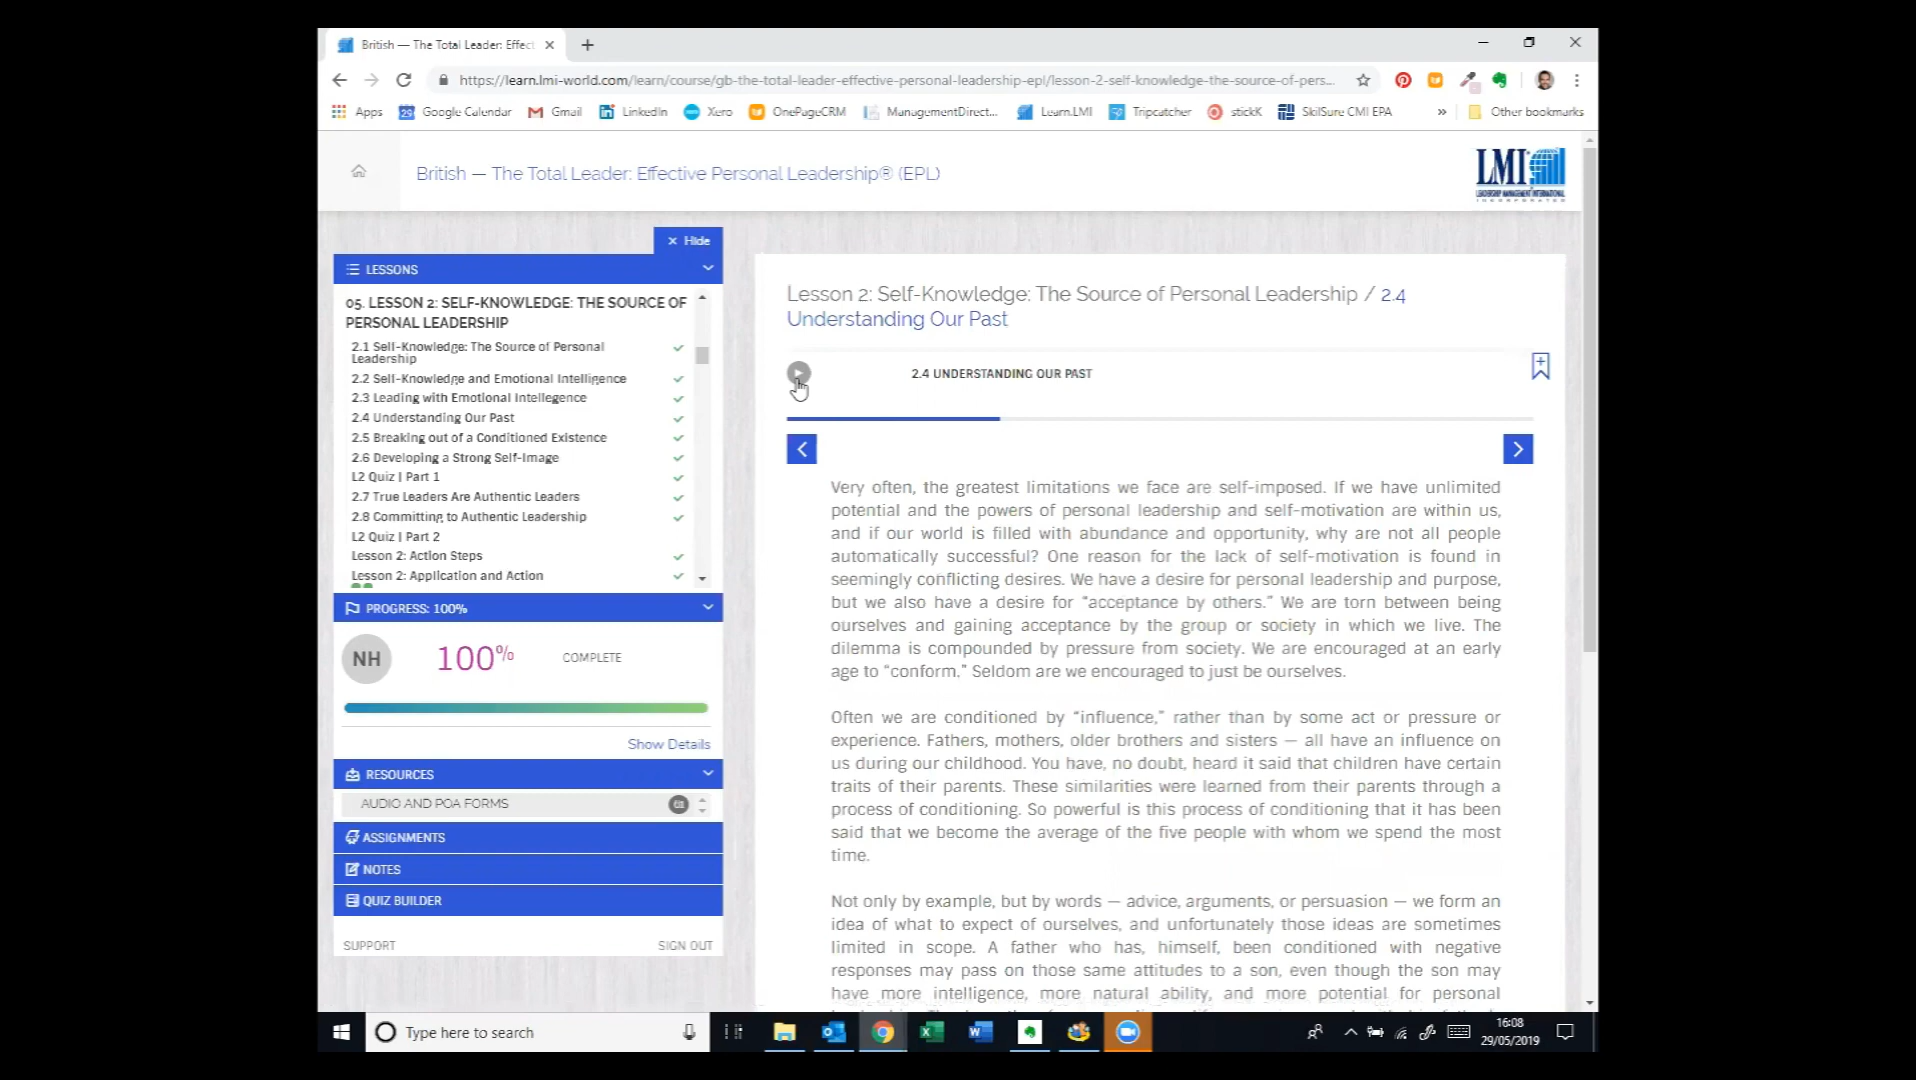 British — The Total Leader: Effect
https://learn.lmi-world.com/learn/course/gb-the-total-leader-effective-personal-leadership-epl/lesson-2-self-knowledge-the-source-of-pers...
Apps
29
Google Calendar
Gmail
LinkedIn
Xero
OnePageCRM
ManagementDirect...
Learn.LMI
Tripcatcher
stickK
SkilSure CMI EPA
»
Other bookmarks
British — The Total Leader: Effective Personal Leadership® (EPL)
LMI
LEADERSHIP MANAGEMENT INTERNATIONAL
INCORPORATED
× Hide
LESSONS
05. LESSON 2: SELF-KNOWLEDGE: THE SOURCE OF
PERSONAL LEADERSHIP
2.1 Self-Knowledge: The Source of Personal
Leadership
2.2 Self-Knowledge and Emotional Intelligence
2.3 Leading with Emotional Intellegence
2.4 Understanding Our Past
2.5 Breaking out of a Conditioned Existence
2.6 Developing a Strong Self-Image
L2 Quiz | Part 1
2.7 True Leaders Are Authentic Leaders
2.8 Committing to Authentic Leadership
L2 Quiz | Part 2
Lesson 2: Action Steps
Lesson 2: Application and Action
PROGRESS: 100%
NH
100%
COMPLETE
Show Details
RESOURCES
AUDIO AND POA FORMS
ASSIGNMENTS
NOTES
QUIZ BUILDER
SUPPORT
SIGN OUT
Lesson 2: Self-Knowledge: The Source of Personal Leadership / 2.4
Understanding Our Past
2.4 UNDERSTANDING OUR PAST
Very often, the greatest limitations we face are self-imposed. If we have unlimited
potential and the powers of personal leadership and self-motivation are within us,
and if our world is filled with abundance and opportunity, why are not all people
automatically successful? One reason for the lack of self-motivation is found in
seemingly conflicting desires. We have a desire for personal leadership and purpose,
but we also have a desire for “acceptance by others.” We are torn between being
ourselves and gaining acceptance by the group or society in which we live. The
dilemma is compounded by pressure from society. We are encouraged at an early
age to “conform.” Seldom are we encouraged to just be ourselves.
Often we are conditioned by “influence,” rather than by some act or pressure or
experience. Fathers, mothers, older brothers and sisters — all have an influence on
us during our childhood. You have, no doubt, heard it said that children have certain
traits of their parents. These similarities were learned from their parents through a
process of conditioning. So powerful is this process of conditioning that it has been
said that we become the average of the five people with whom we spend the most
time.
Not only by example, but by words — advice, arguments, or persuasion — we form an
idea of what to expect of ourselves, and unfortunately those ideas are sometimes
limited in scope. A father who has, himself, been conditioned with negative
responses may pass on those same attitudes to a son, even though the son may
have more intelligence, more natural ability, and more potential for personal
Type here to search
16:08
29/05/2019